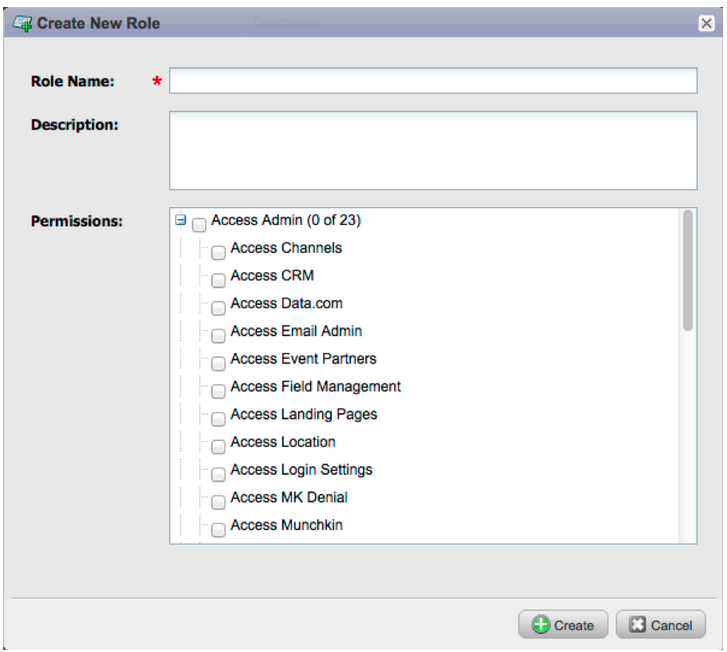 Create New Role
Description
Role Name: *
Description:
Permissions:
Access Admin (0 of 23)
Access Channels
Access CRM
Access Data.com
Access Email Admin
Access Event Partners
Access Field Management
Access Landing Pages
Access Location
Access Login Settings
Access MK Denial
Access Munchkin
Create
Cancel